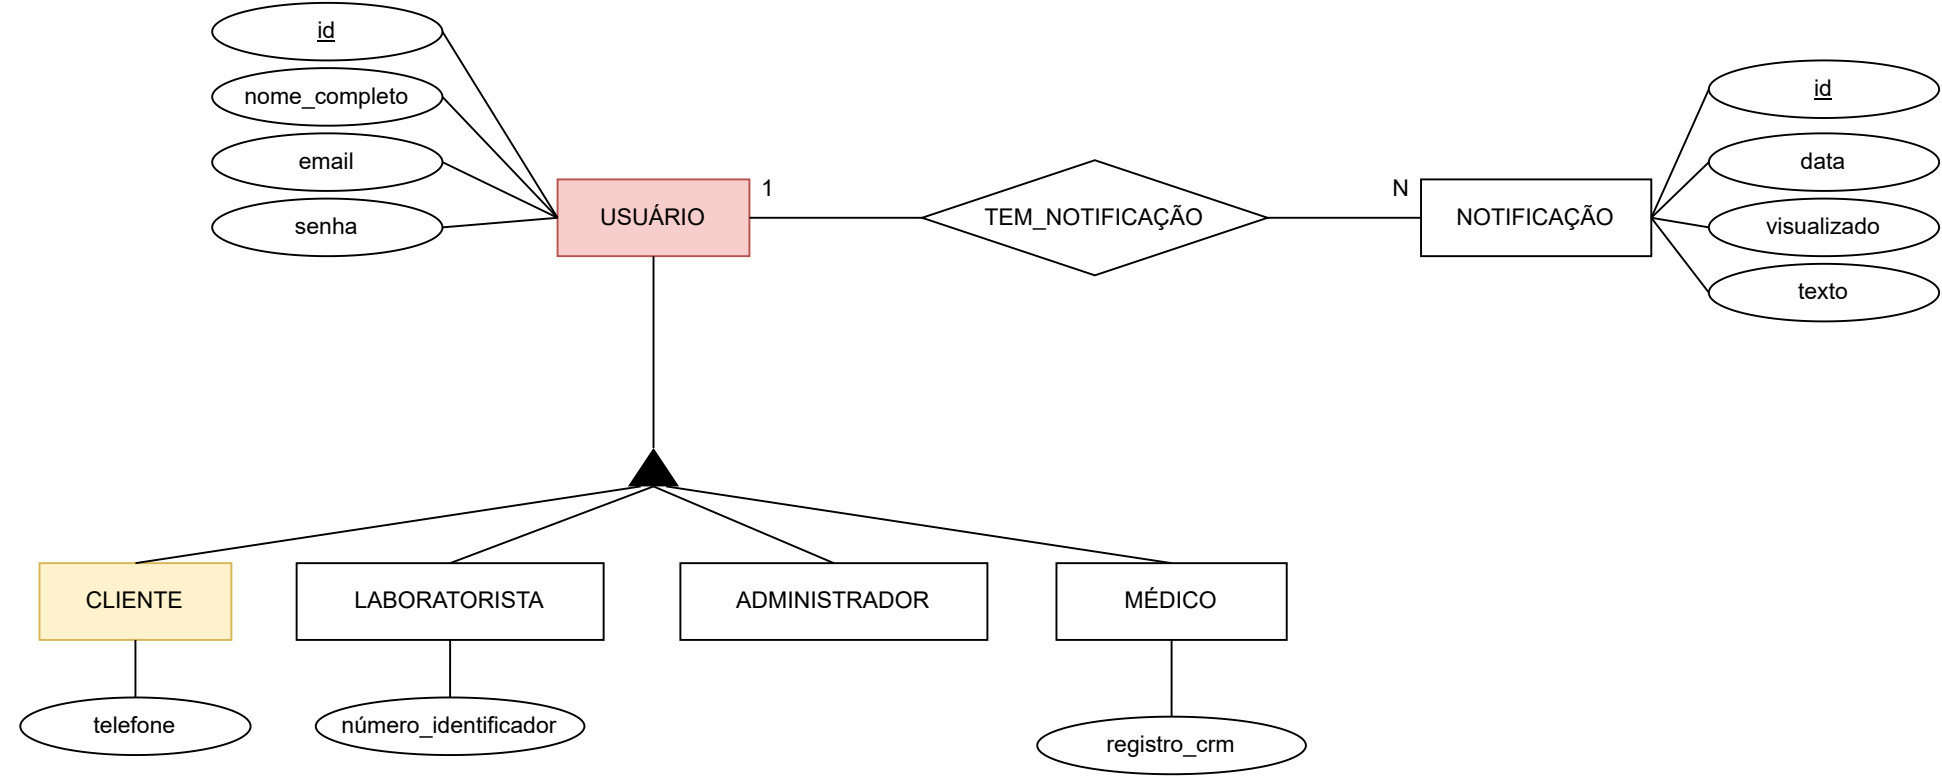 id
nome_completo
email
senha
USUÁRIO
1
TEM_NOTIFICAÇÃO
N
NOTIFICAÇÃO
id
data
visualizado
texto
CLIENTE
LABORATORISTA
ADMINISTRADOR
MÉDICO
telefone
número_identificador
registro_crm